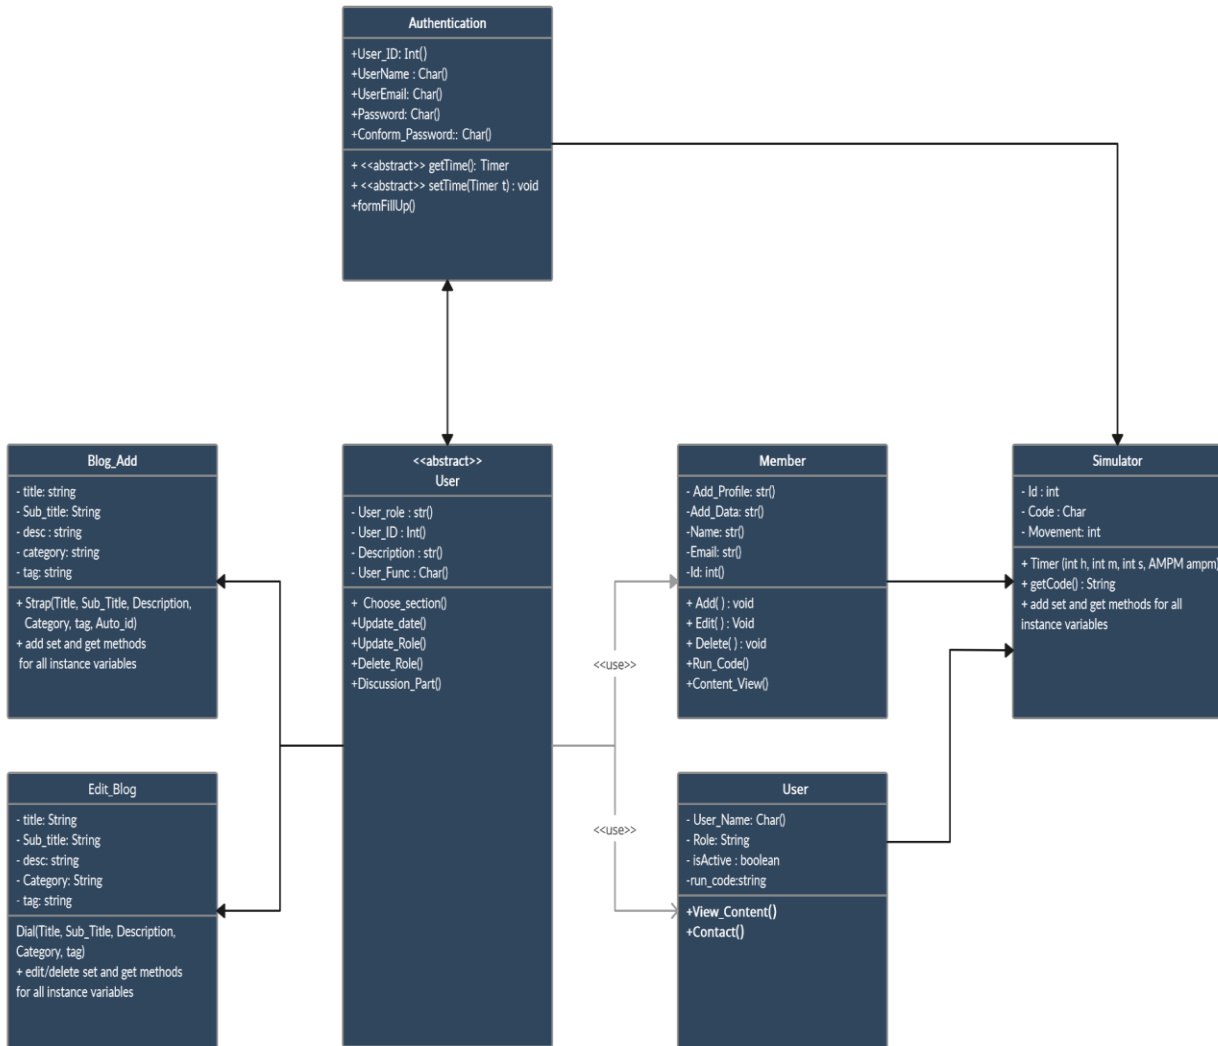 Authentication
+User_ID: Int()
+UserName : Char()
+UserEmail: Char()
+Password: Char()
+Conform_Password:: Char()
+ <<abstract>> getTime(): Timer
+ <<abstract>> setTime(Timer t) : void
+formFillUp()
Blog_Add
- title: string
- Sub_title: String
- desc : string
- category: string
- tag: string
+ Strap(Title, Sub_Title, Description,
Category, tag, Auto_id)
+ add set and get methods
for all instance variables
<<abstract>>
User
- User_role : str()
- User_ID : Int()
- Description : str()
- User_Func : Char()
+ Choose_section()
+Update_date()
+Update_Role()
+Delete_Role()
+Discussion_Part()
Member
- Add_Profile: str()
-Add_Data: str()
-Name: str()
-Email: str()
-Id: int()
+ Add( ) : void
+ Edit( ) : Void
+ Delete( ) : void
+Run_Code()
+Content_View()
Simulator
- Id : int
- Code : Char
- Movement: int
+ Timer (int h, int m, int s, AMPM ampm)
+ getCode() : String
+ add set and get methods for all
instance variables
<<use>>
<<use>>
Edit_Blog
- title: String
- Sub_title: String
- desc: string
- Category: String
- tag: string
Dial(Title, Sub_Title, Description,
Category, tag)
+ edit/delete set and get methods
for all instance variables
User
- User_Name: Char()
- Role: String
- isActive : boolean
-run_code:string
+View_Content()
+Contact()